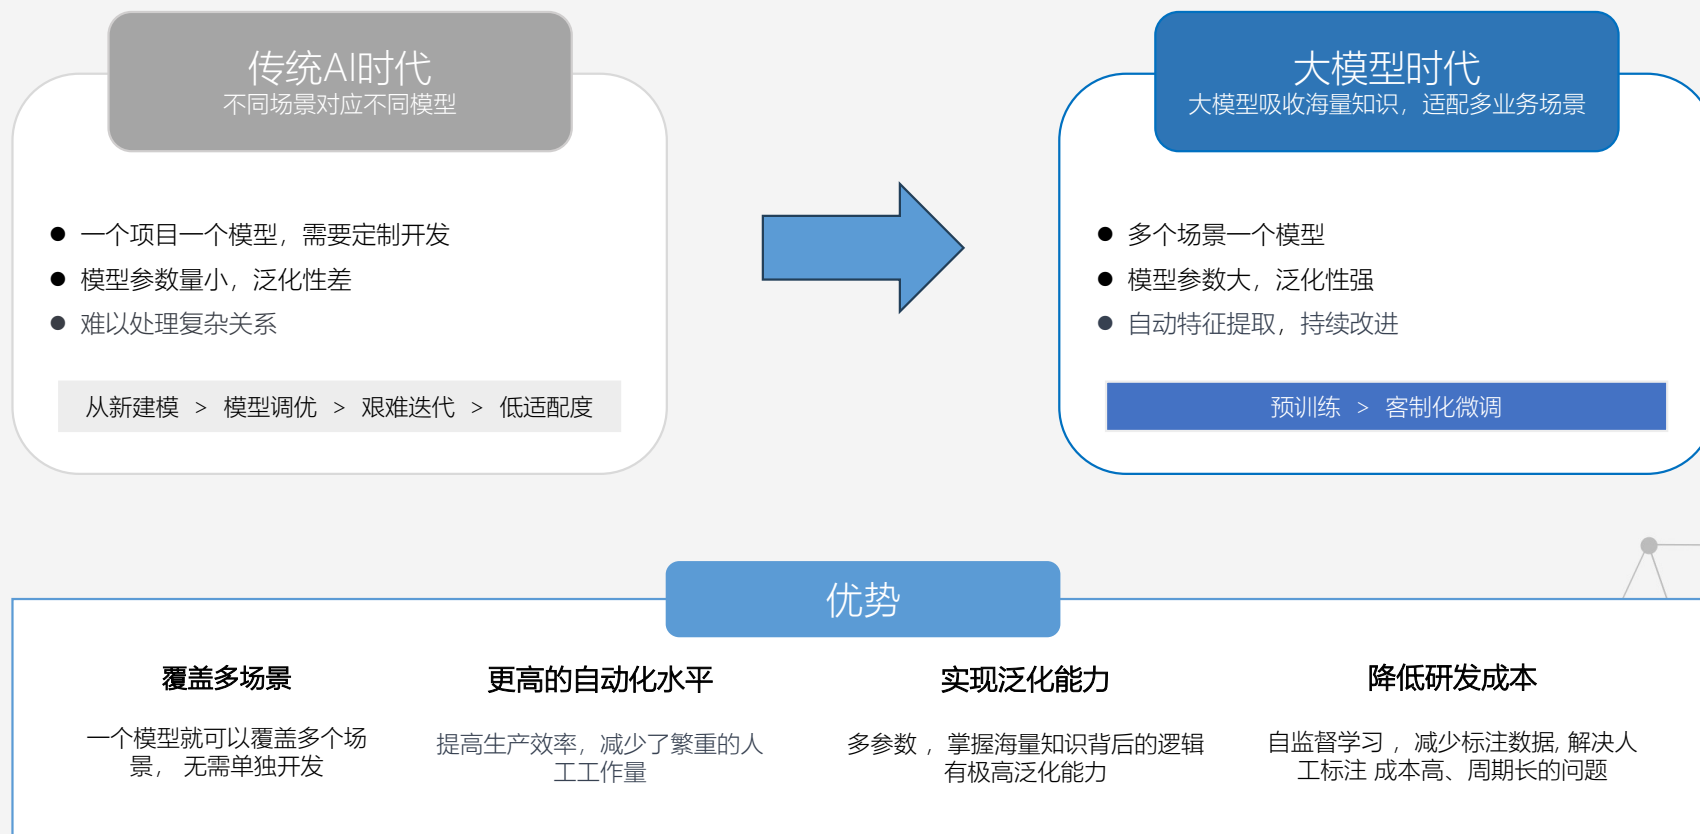 传统AI时代
不同场景对应不同模型
一个项目一个模型，需要定制开发
模型参数量小，泛化性差
难以处理复杂关系
从新建模 > 模型调优 > 艰难迭代 > 低适配度
大模型时代
大模型吸收海量知识，适配多业务场景
多个场景一个模型
模型参数大，泛化性强
自动特征提取，持续改进
预训练 > 客制化微调
优势
覆盖多场景
一个模型就可以覆盖多个场
景， 无需单独开发
更高的自动化水平
提高生产效率，减少了繁重的人
工工作量
实现泛化能力
多参数 ，掌握海量知识背后的逻辑
有极高泛化能力
降低研发成本
自监督学习 ，减少标注数据, 解决人
工标注 成本高、周期长的问题